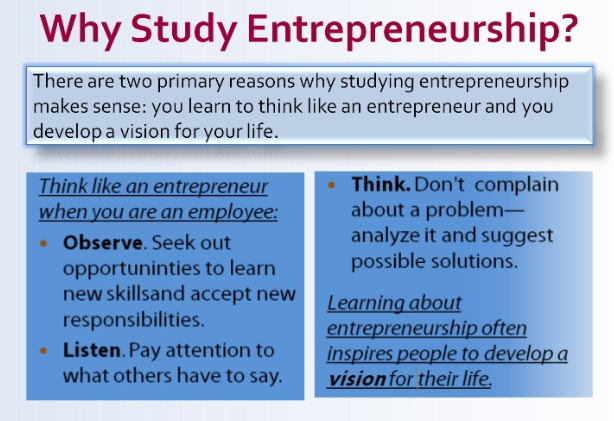 Why Study Entrepreneurship?
There are two primary reasons why studying entrepreneurship
makes sense: you learn to think like an entrepreneur and you
develop a vision for your life.
Think like an entrepreneur
when you are an employee:
• Observe. Seek out
opportuninties to learn
new skillsand accept new
responsibilities.
• Listen. Pay attention to
what others have to say.
• Think. Don't complain
about a problem—
analyze it and suggest
possible solutions.
Learning about
entrepreneurship often
inspires people to develop a
vision for their life.